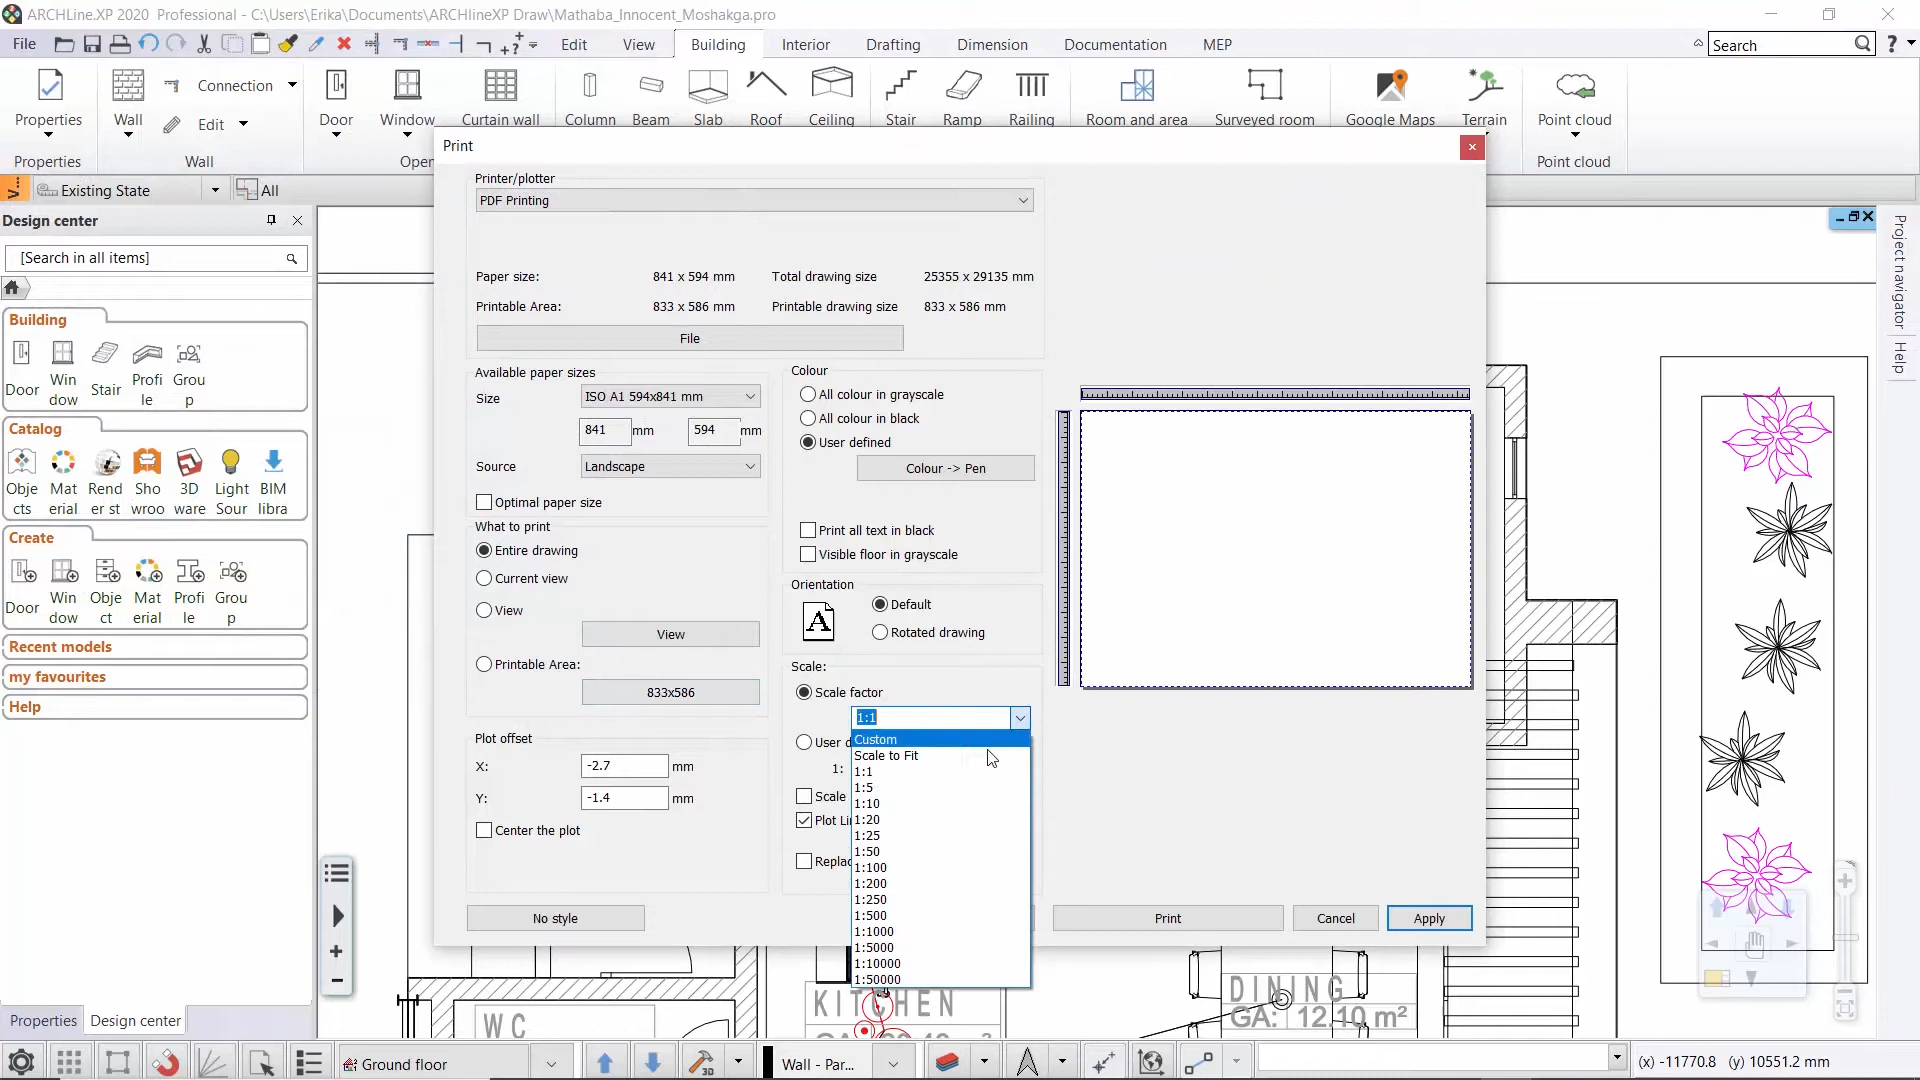 ARCHLine.XP 2020 Professional - C:\Users\Erika\Documents\ARCHlineXP Draw\Mathaba_Innocent_Moshakga.pro
File Edit View Building Interior Drafting Dimension Documentation MEP Search
Connection
Edit
Properties Wall Door Window Curtain wall Column Beam Slab Roof Ceiling Stair Ramp Railing Room and area Surveyed room Google Maps Terrain Point cloud
Properties Wall Point cloud
Existing State All
Design center
[Search in all items]
Building
Door
Win
dow
Stair
Profi
le
Grou
p
Catalog
Obje
cts
Mat
erial
Rend
er st
Sho
wroo
3D
ware
Light
Sour
BIM
libra
Create
Door
Win
dow
Obje
ct
Mat
erial
Profi
le
Grou
p
Recent models
my favourites
Help
Properties Design center
Print
Printer/plotter
PDF Printing
Paper size: 841 x 594 mm Total drawing size 25355 x 29135 mm
Printable Area: 833 x 586 mm Printable drawing size 833 x 586 mm
File
Available paper sizes
Size ISO A1 594x841 mm
841 mm 594 mm
Source Landscape
Optimal paper size
What to print
Entire drawing
Current view
View
View
Printable Area:
833x586
Plot offset
X: -2.7 mm
Y: -1.4 mm
Center the plot
No style
Colour
All colour in grayscale
All colour in black
User defined
Colour -> Pen
Print all text in black
Visible floor in grayscale
Orientation
A
Default
Rotated drawing
Scale:
Scale factor
1:1
1:
Scale
Custom
Scale to Fit
1:1
1:5
1:10
1:20
1:25
1:50
1:100
1:200
1:250
1:500
1:1000
1:5000
1:10000
1:50000
Print Cancel Apply
Project navigator
Help
WC
KITCHEN
DINING
GA: 12.10 m²
3D
Ground floor
Wall - Par...
(x) -11770.8 (y) 10551.2 mm